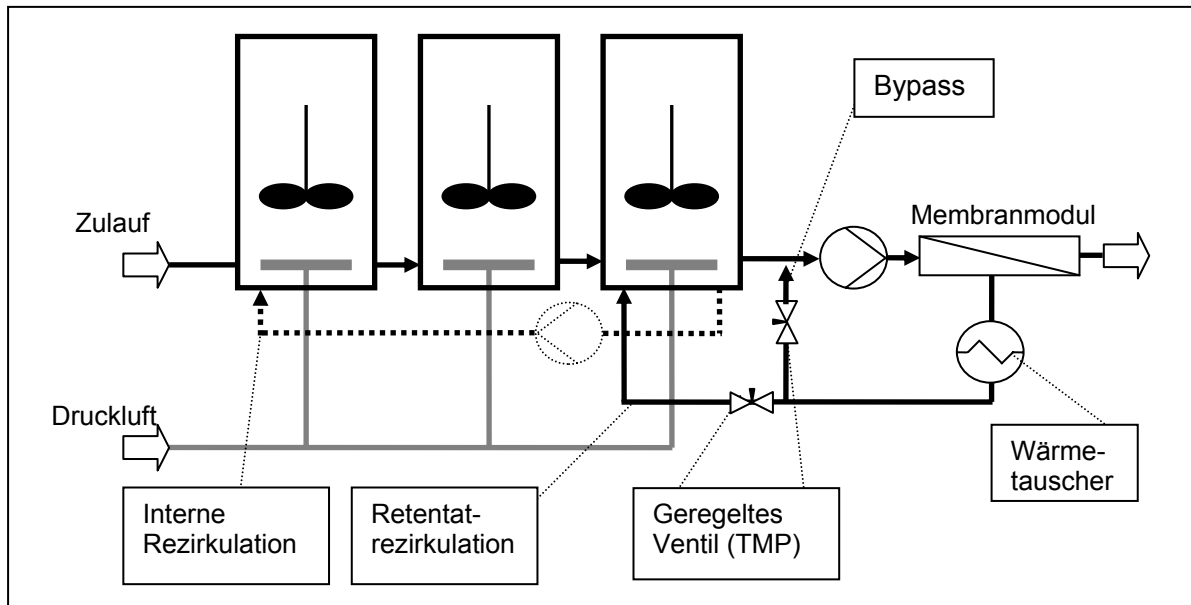 Bypass
Zulauf
Membranmodul
Druckluft
Wärme-
tauscher
Interne
Rezirkulation
Retentat-
rezirkulation
Geregeltes
Ventil (TMP)